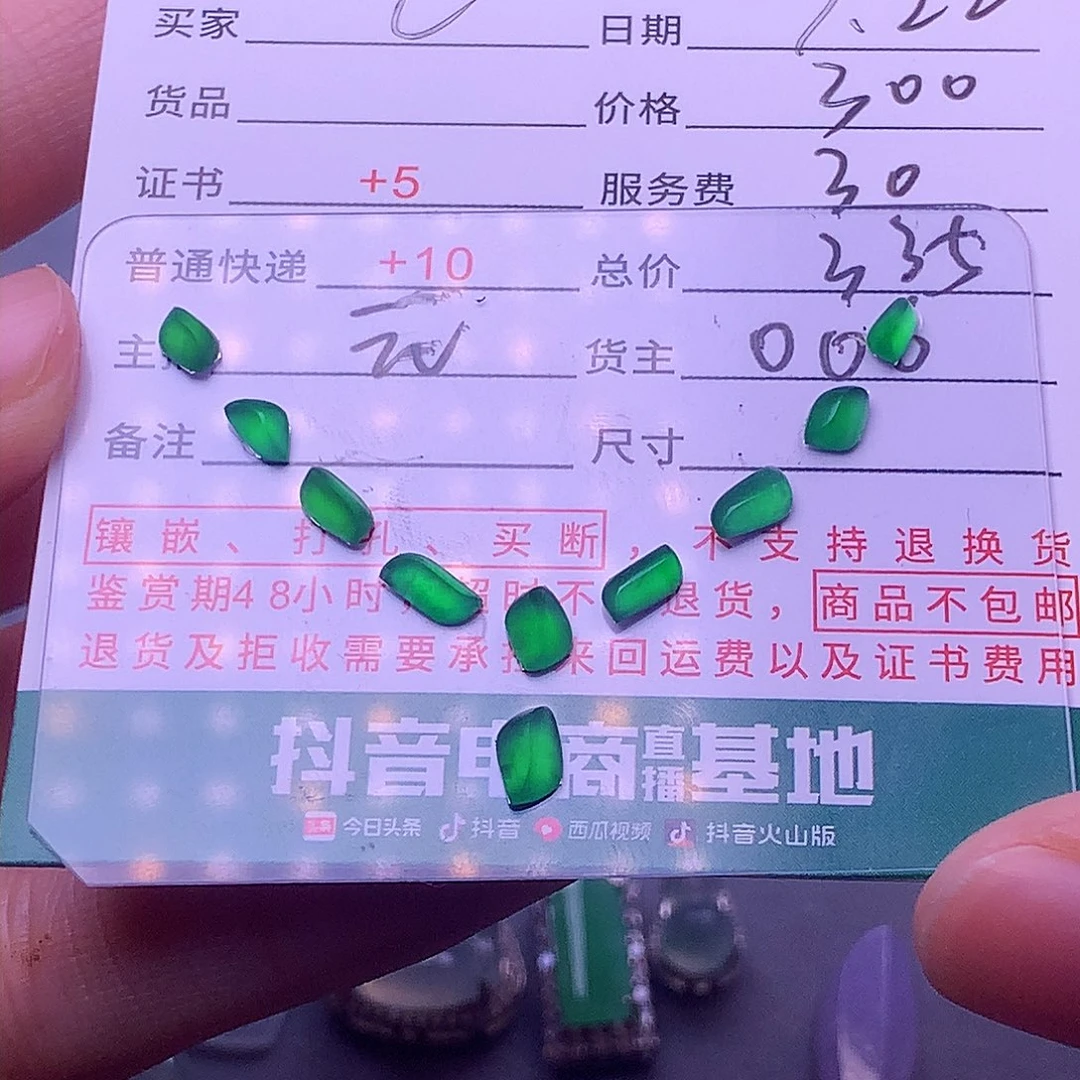 买家 日期
货品 价格 300
证书 +5 服务费 30
普通快递 +10 总价 335
货主
备注 尺寸
镶嵌、打孔、买断，不支持退换货
鉴赏期48小时，超时不退货，商品不包邮
退货及拒收需要承担来回运费以及证书费用
抖音电商直播基地
今日头条 抖音 西瓜视频 抖音火山版